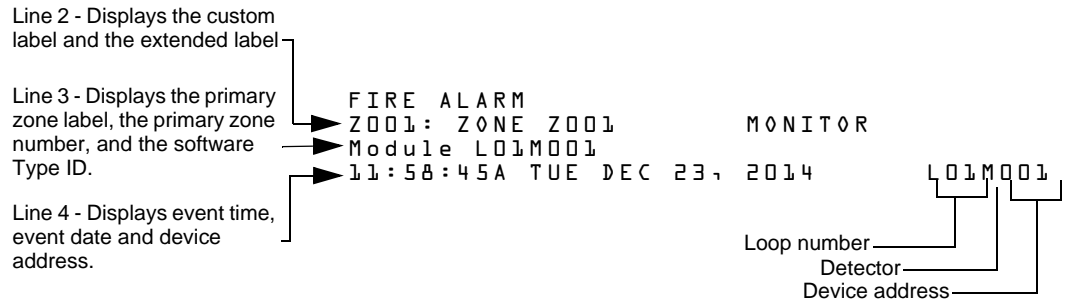 Line 2 - Displays the custom
label and the extended label
Line 3 - Displays the primary
zone label, the primary zone
number, and the software
Type ID.
Line 4 - Displays event time,
event date and device
address.
FIRE ALARM
Z001: ZONE Z001 MONITOR
Module L01M001
11:58:45A TUE DEC 23, 2014 L01M001
Loop number
Detector
Device address